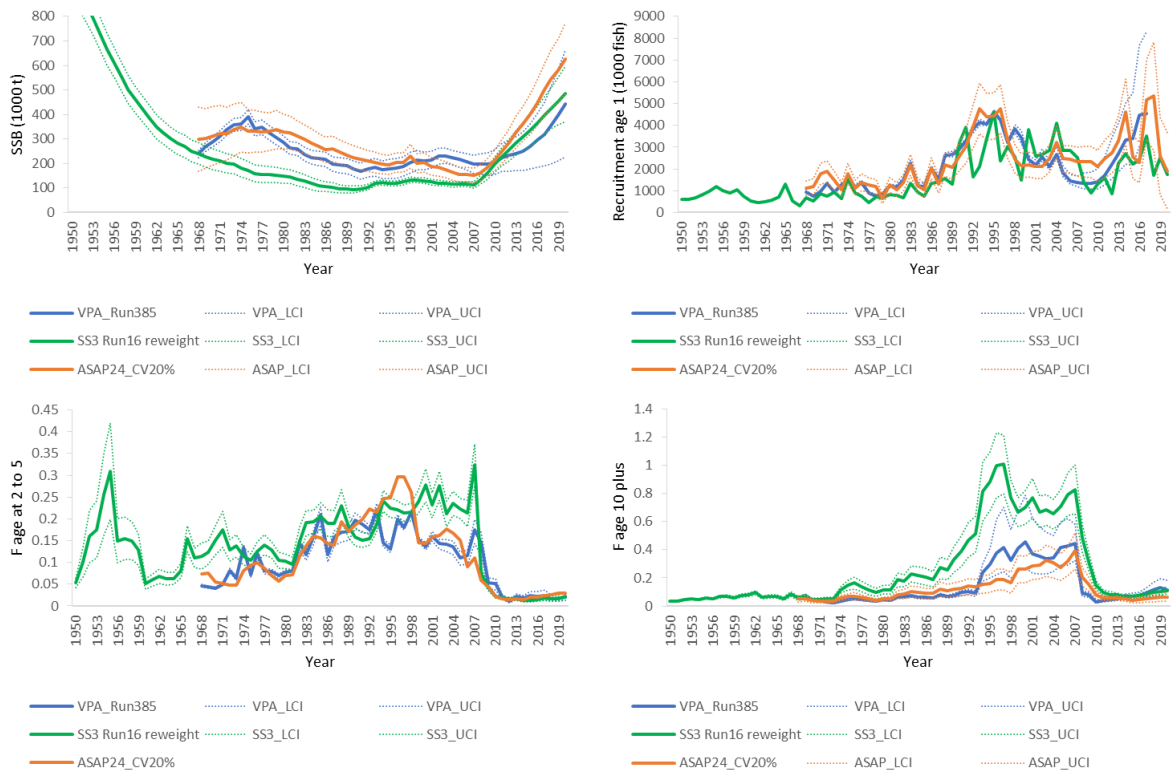 SSB (1000 t)
800
700
600
500
400
300
200
100
0
1950 1953 1956 1959 1962 1965 1968 1971 1974 1977 1980 1983 1986 1989 1992 1995 1998 2001 2004 2007 2010 2013 2016 2019
Year
VPA_Run385 VPA_LCI VPA_UCI
SS3 Run16 reweight SS3_LCI SS3_UCI
ASAP24_CV20% ASAP_LCI ASAP_UCI
Recruitment age 1 (1000 fish)
9000
8000
7000
6000
5000
4000
3000
2000
1000
0
1950 1953 1956 1959 1962 1965 1968 1971 1974 1977 1980 1983 1986 1989 1992 1995 1998 2001 2004 2007 2010 2013 2016 2019
Year
VPA_Run385 VPA_LCI VPA_UCI
SS3 Run16 reweight SS3_LCI SS3_UCI
ASAP24_CV20% ASAP_LCI ASAP_UCI
F age at 2 to 5
0.45
0.4
0.35
0.3
0.25
0.2
0.15
0.1
0.05
0
1950 1953 1956 1959 1962 1965 1968 1971 1974 1977 1980 1983 1986 1989 1992 1995 1998 2001 2004 2007 2010 2013 2016 2019
Year
VPA_Run385 VPA_LCI VPA_UCI
SS3 Run16 reweight SS3_LCI SS3_UCI
ASAP24_CV20%
F age 10 plus
1.4
1.2
1
0.8
0.6
0.4
0.2
0
1950 1953 1956 1959 1962 1965 1968 1971 1974 1977 1980 1983 1986 1989 1992 1995 1998 2001 2004 2007 2010 2013 2016 2019
Year
VPA_Run385 VPA_LCI VPA_UCI
SS3 Run16 reweight SS3_LCI SS3_UCI
ASAP24_CV20% ASAP_LCI ASAP_UCI